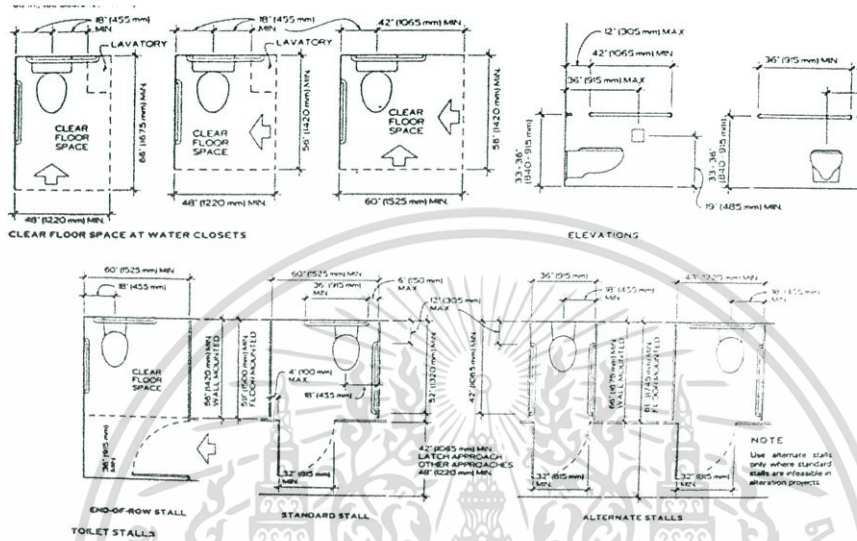 18" (455 mm) MIN
18" (455 mm) MIN
42" (1065 mm) MIN
LAVATORY
LAVATORY
CLEAR
FLOOR
SPACE
CLEAR
FLOOR
SPACE
CLEAR
FLOOR
SPACE
66" (1675 mm) MIN.
56" (1420 mm) MIN
56" (1420 mm) MIN.
48" (1220 mm) MIN.
48" (1220 mm) MIN.
60" (1525 mm) MIN.
CLEAR FLOOR SPACE AT WATER CLOSETS
12" (305 mm) MAX
42" (1065 mm) MIN
36" (915 mm) MAX
36" (915 mm) MIN
33 - 36"
(840 - 915 mm)
33 - 36"
(840 - 915 mm)
19" (485 mm) MIN.
ELEVATIONS
60" (1525 mm) MIN
18" (455 mm)
60" (1525 mm) MIN
36" (915 mm)
MIN
6" (150 mm)
MAX
12" (305 mm)
MAX
CLEAR
FLOOR
SPACE
56" (1420 mm) MIN
WALL MOUNTED
59" (1500 mm) MIN
FLOOR MOUNTED
4" (100 mm)
MAX.
18" (455 mm)
52" (1320 mm) MIN
36" (915 mm)
MIN
32" (815 mm)
MIN.
42" (1065 mm) MIN
42" (1065 mm) MIN.
LATCH APPROACH
OTHER APPROACHES
48" (1220 mm) MIN.
36" (915 mm)
18" (455 mm)
MIN
48" (1220 mm) MIN
18" (455 mm)
MIN
66" (1675 mm) MIN
WALL MOUNTED
FLOOR MOUNTED
32" (815 mm)
MIN.
32" (815 mm)
MIN.
NOTE
Use alternate stalls
only where standard
stalls are infeasible in
alteration projects
END-OF-ROW STALL
STANDARD STALL
ALTERNATE STALLS
TOILET STALLS